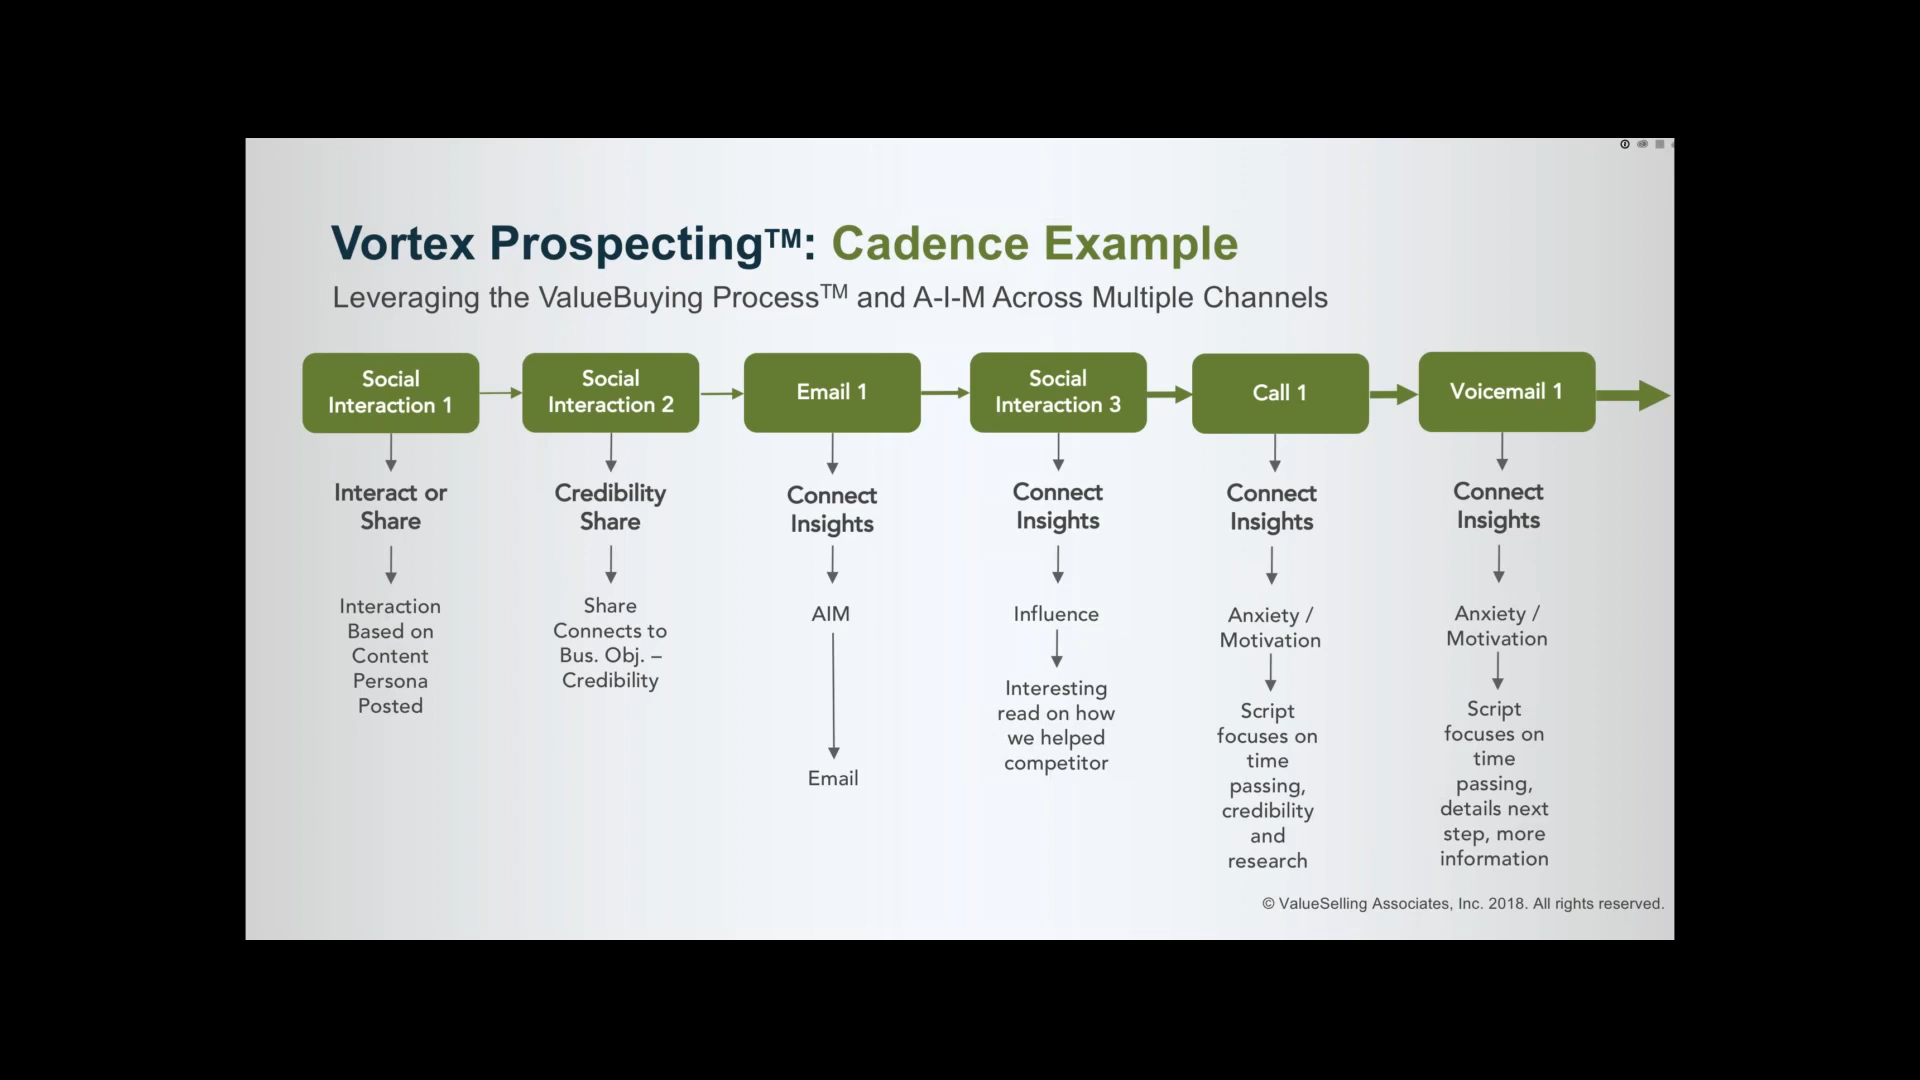 Vortex Prospecting™: Cadence Example
Leveraging the ValueBuying Process™ and A-I-M Across Multiple Channels
Social
Interaction 1
Interact or
Share
Interaction
Based on
Content
Persona
Posted
Social
Interaction 2
Credibility
Share
Share
Connects to
Bus. Obj. –
Credibility
Email 1
Connect
Insights
AIM
Email
Social
Interaction 3
Connect
Insights
Influence
Interesting
read on how
we helped
competitor
Call 1
Connect
Insights
Anxiety /
Motivation
Script
focuses on
time
passing,
credibility
and
research
Voicemail 1
Connect
Insights
Anxiety /
Motivation
Script
focuses on
time
passing,
details next
step, more
information
© ValueSelling Associates, Inc. 2018. All rights reserved.